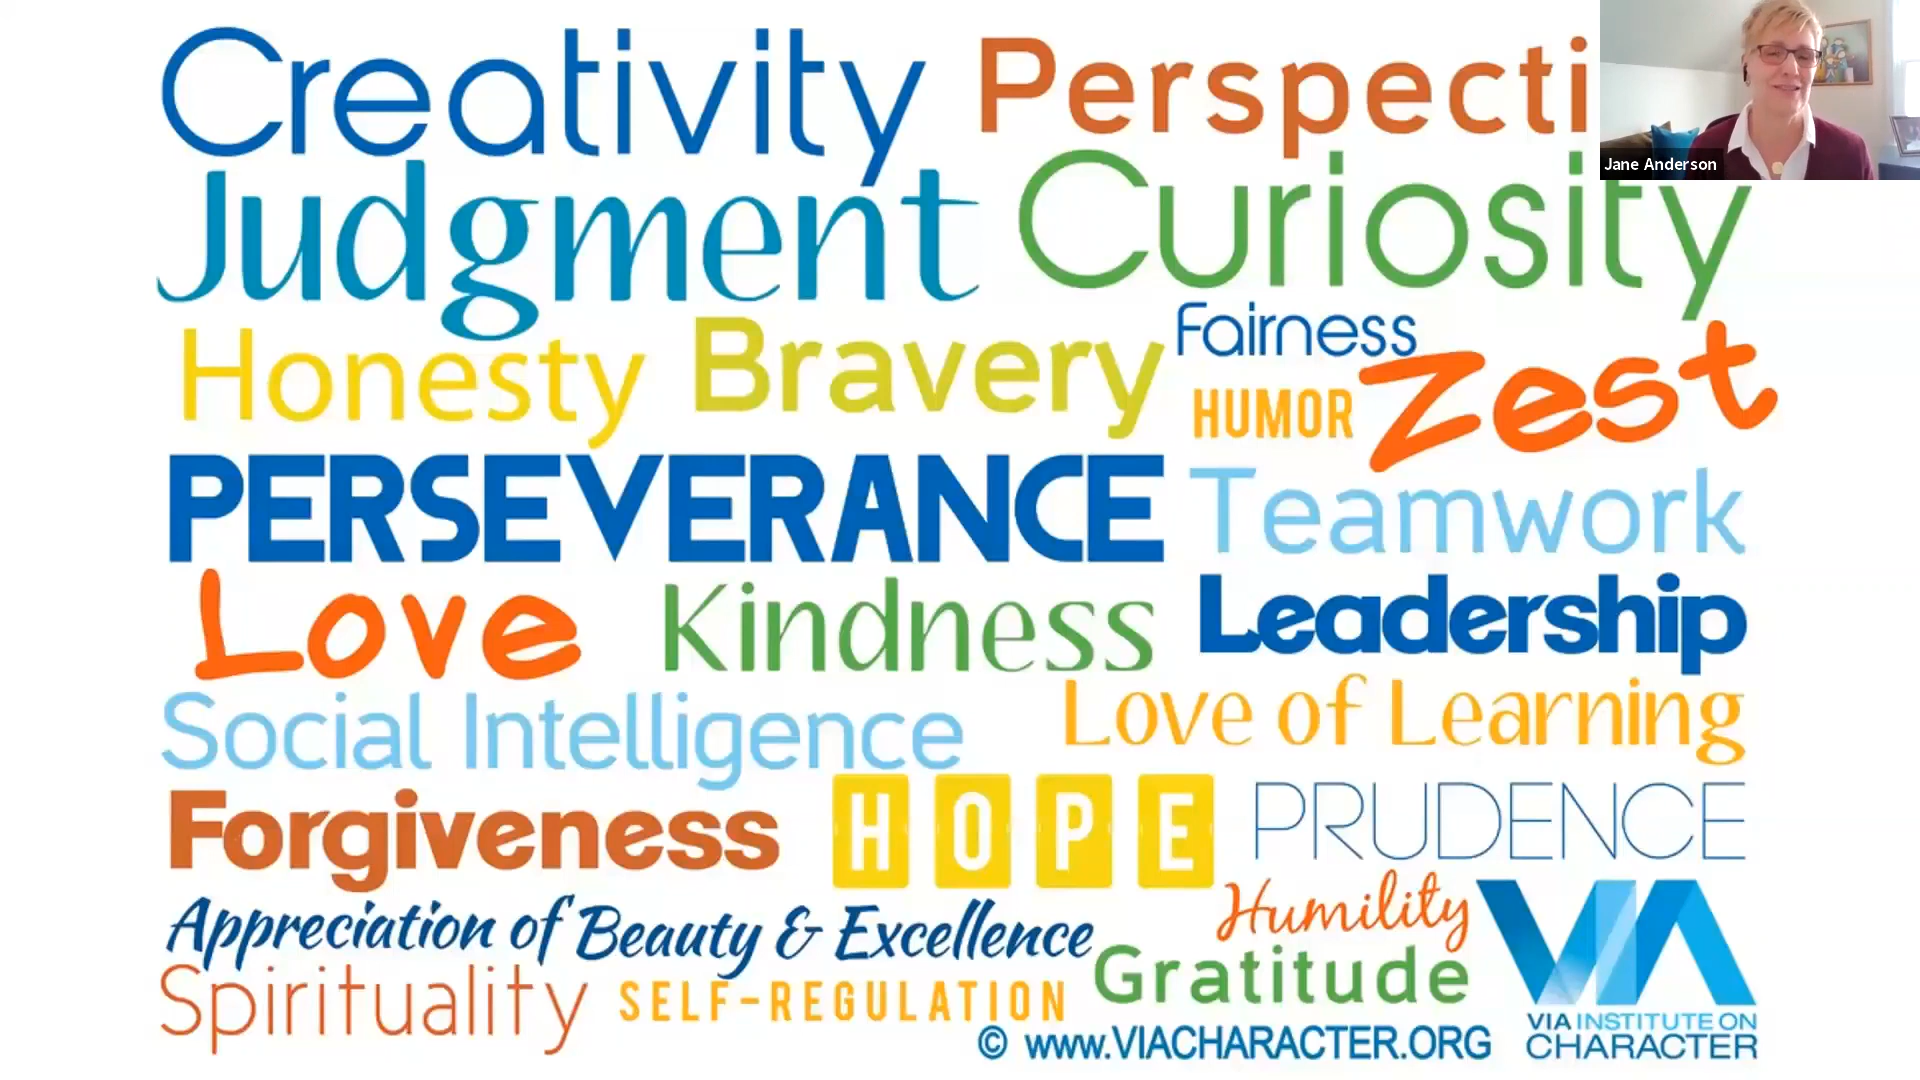 Creativity Perspecti
Jane Anderson
Judgment Curiosity
Honesty Bravery Fairness
HUMOR Zest
PERSEVERANCE Teamwork
Love Kindness Leadership
Social Intelligence Love of Learning
Forgiveness HOPE PRUDENCE
Appreciation of Beauty & Excellence Humility
Spirituality SELF-REGULATION Gratitude
© www.VIACHARACTER.ORG
VIA
VIA INSTITUTE ON
CHARACTER